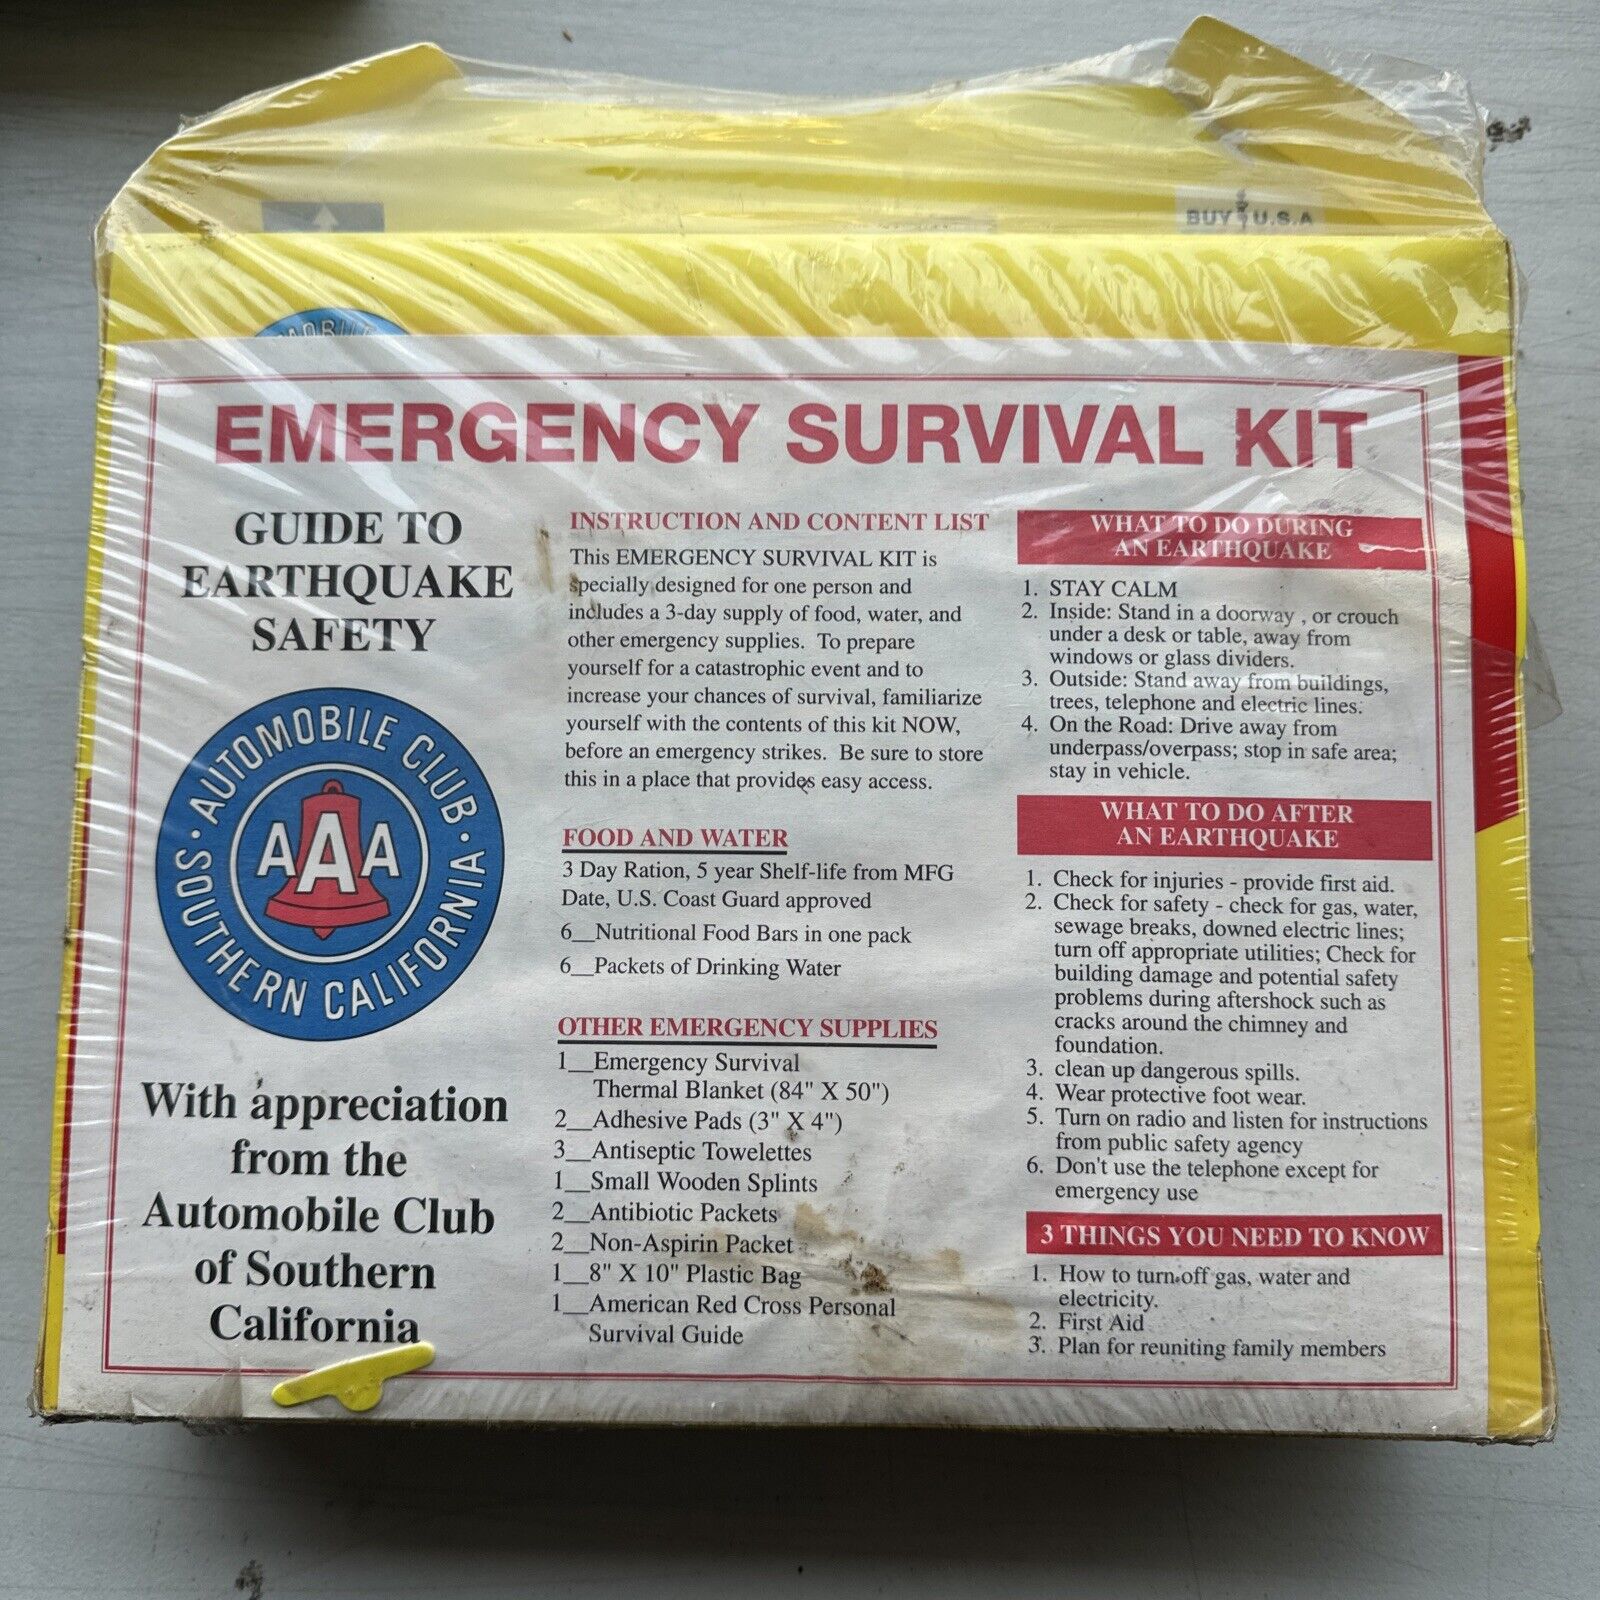 BUY U.S.A
MOBILE
EMERGENCY SURVIVAL KIT
GUIDE TO
EARTHQUAKE
SAFETY
· AUTOMOBILE CLUB ·
SOUTHERN CALIFORNIA
AAA
With appreciation
from the
Automobile Club
of Southern
California
INSTRUCTION AND CONTENT LIST
This EMERGENCY SURVIVAL KIT is
specially designed for one person and
includes a 3-day supply of food, water, and
other emergency supplies. To prepare
yourself for a catastrophic event and to
increase your chances of survival, familiarize
yourself with the contents of this kit NOW,
before an emergency strikes. Be sure to store
this in a place that provides easy access.
FOOD AND WATER
3 Day Ration, 5 year Shelf-life from MFG
Date, U.S. Coast Guard approved
6__Nutritional Food Bars in one pack
6__Packets of Drinking Water
OTHER EMERGENCY SUPPLIES
1__Emergency Survival
Thermal Blanket (84" X 50")
2__Adhesive Pads (3" X 4")
3__Antiseptic Towelettes
1__Small Wooden Splints
2__Antibiotic Packets
2__Non-Aspirin Packet
1__8" X 10" Plastic Bag
1__American Red Cross Personal
Survival Guide
WHAT TO DO DURING
AN EARTHQUAKE
1. STAY CALM
2. Inside: Stand in a doorway , or crouch
under a desk or table, away from
windows or glass dividers.
3. Outside: Stand away from buildings,
trees, telephone and electric lines.
4. On the Road: Drive away from
underpass/overpass; stop in safe area;
stay in vehicle.
WHAT TO DO AFTER
AN EARTHQUAKE
1. Check for injuries - provide first aid.
2. Check for safety - check for gas, water,
sewage breaks, downed electric lines;
turn off appropriate utilities; Check for
building damage and potential safety
problems during aftershock such as
cracks around the chimney and
foundation.
3. clean up dangerous spills.
4. Wear protective foot wear.
5. Turn on radio and listen for instructions
from public safety agency
6. Don't use the telephone except for
emergency use
3 THINGS YOU NEED TO KNOW
1. How to turn off gas, water and
electricity.
2. First Aid
3. Plan for reuniting family members